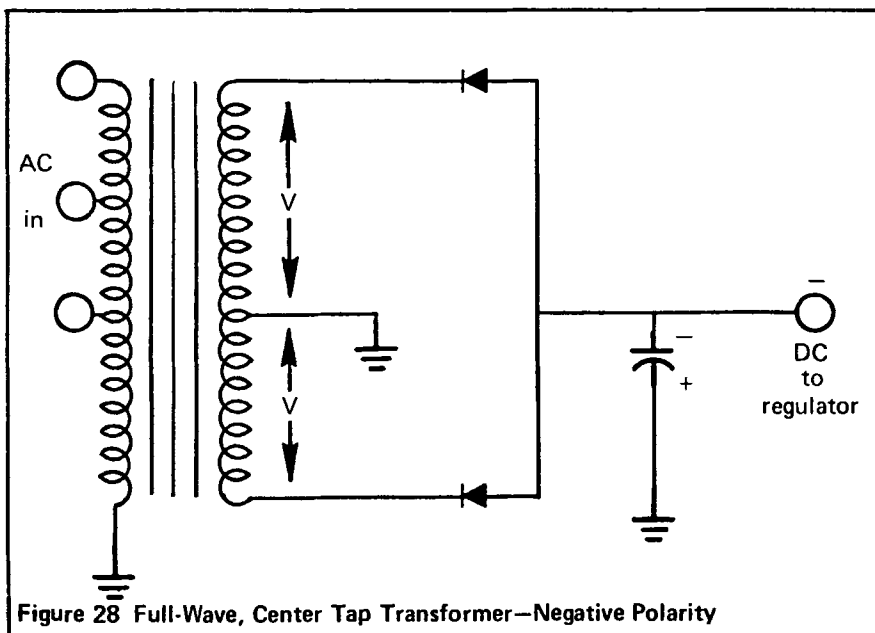 AC
in
V
V
−
−
+
DC
to
regulator
Figure 28 Full-Wave, Center Tap Transformer—Negative Polarity